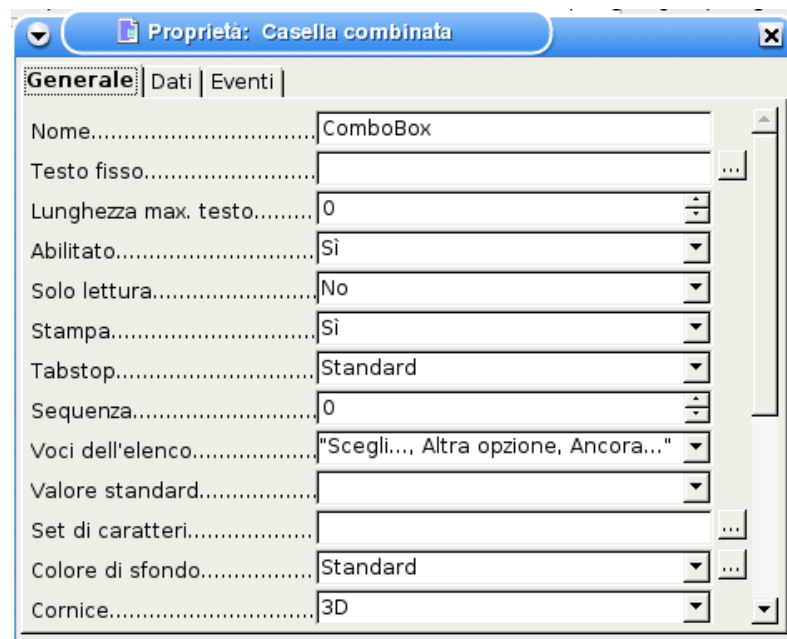 Proprietà: Casella combinata
Generale Dati Eventi
Nome................................. ComboBox
Testo fisso.........................
...
Lunghezza max. testo......... 0
Abilitato............................. Sì
Solo lettura........................ No
Stampa.............................. Sì
Tabstop............................. Standard
Sequenza........................... 0
Voci dell'elenco.................. "Scegli..., Altra opzione, Ancora..."
Valore standard.................
Set di caratteri..................
...
Colore di sfondo................ Standard ...
Cornice.............................. 3D